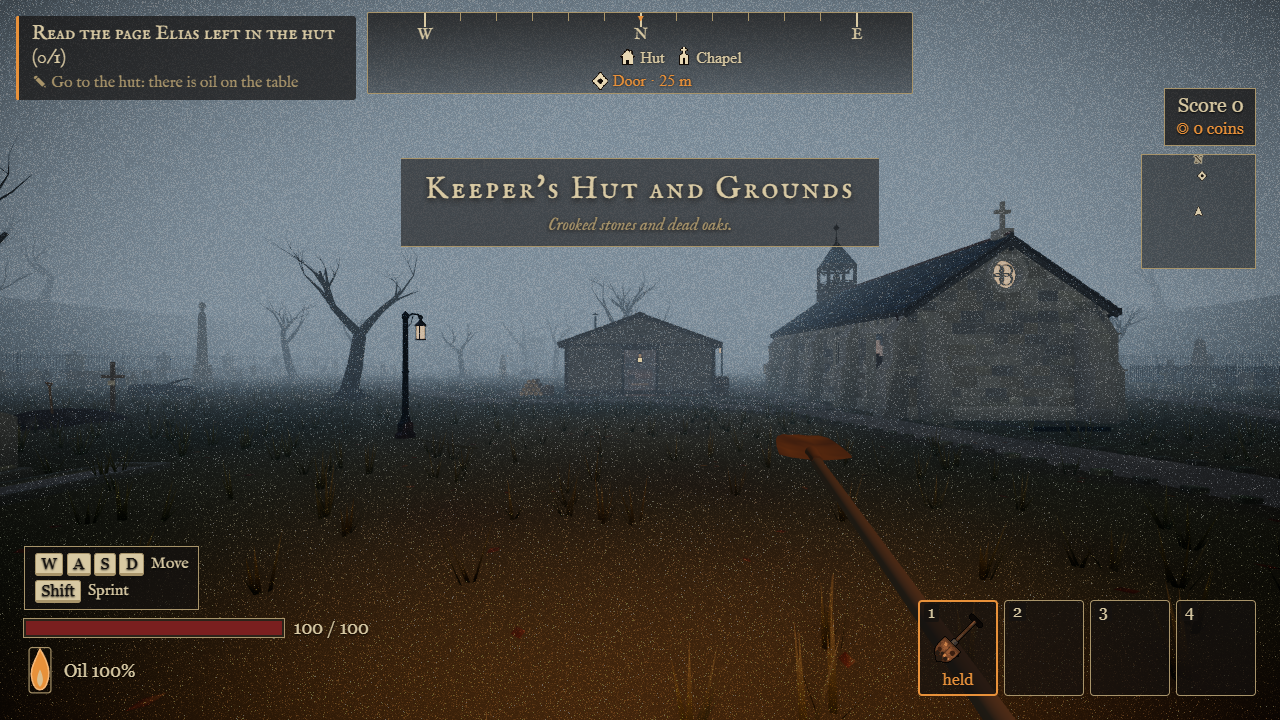 Read the page Elias left in the hut
(0/1)
Go to the hut: there is oil on the table
W N E
Hut Chapel
Door · 25 m
Score 0
0 coins
N
Keeper's Hut and Grounds
Crooked stones and dead oaks.
W A S D Move
Shift Sprint
100 / 100
Oil 100%
1 2 3 4
held